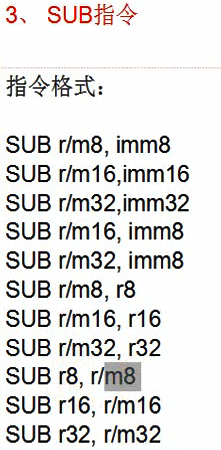 3、 SUB指令
指令格式：
SUB r/m8, imm8
SUB r/m16,imm16
SUB r/m32,imm32
SUB r/m16, imm8
SUB r/m32, imm8
SUB r/m8, r8
SUB r/m16, r16
SUB r/m32, r32
SUB r8, r/m8
SUB r16, r/m16
SUB r32, r/m32